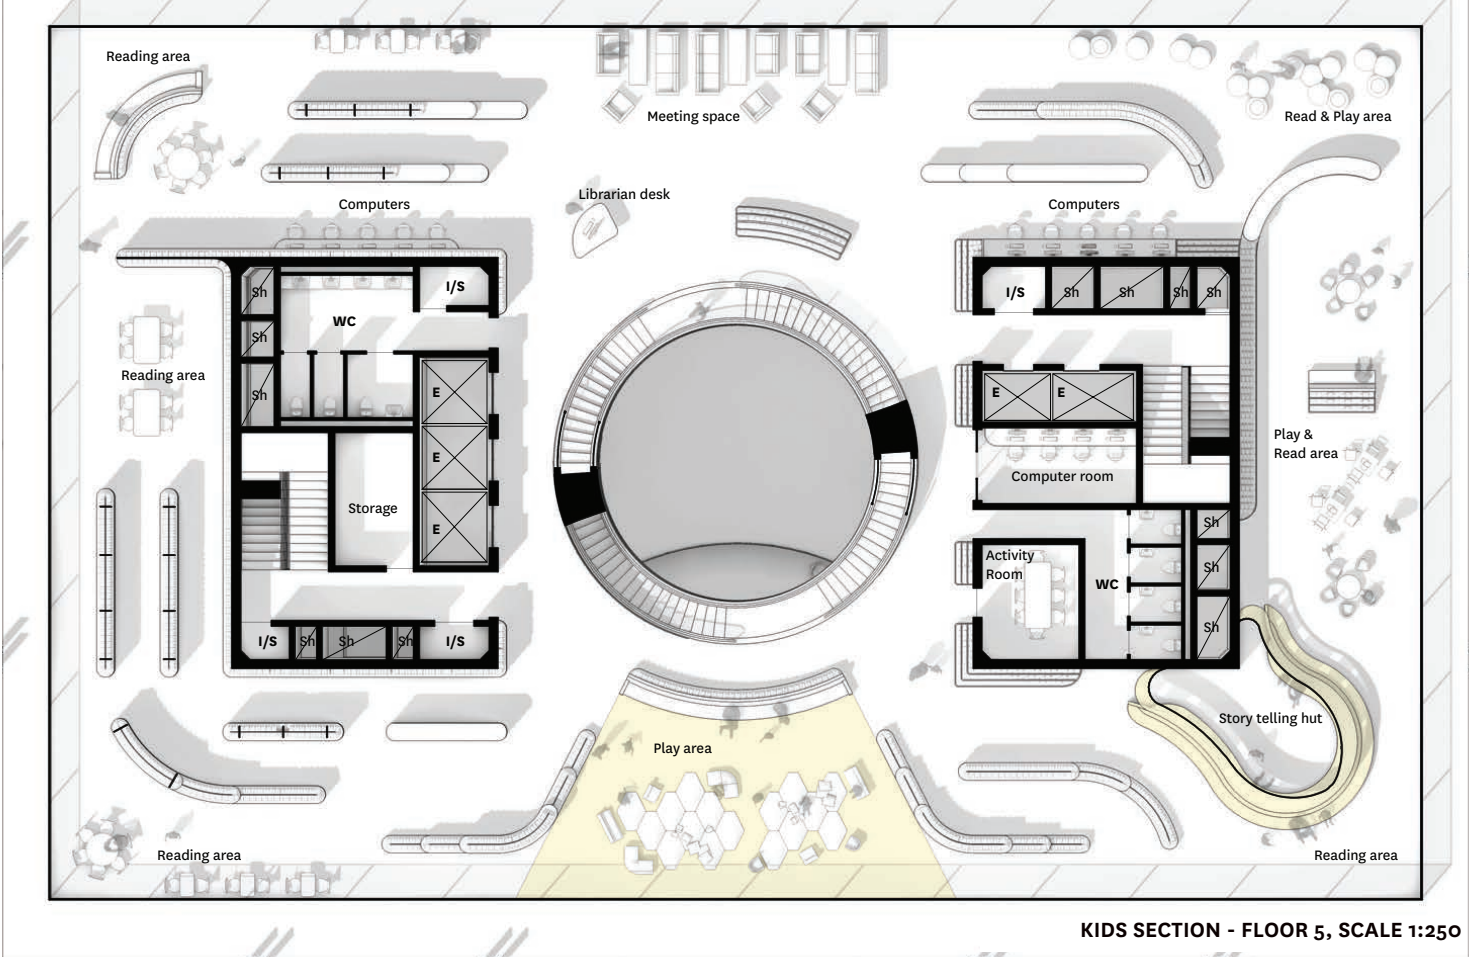 Reading area
Meeting space
Read & Play area
Librarian desk
Computers
Computers
Sh
I/S
I/S
Sh
Sh
Sh
Sh
WC
Sh
Reading area
Sh
E
E
E
Play &
Read area
E
Computer room
Storage
Sh
E
Activity
Room
Sh
WC
Sh
I/S
Sh
Sh
Sh
I/S
Story telling hut
Play area
Reading area
Reading area
KIDS SECTION - FLOOR 5, SCALE 1:250